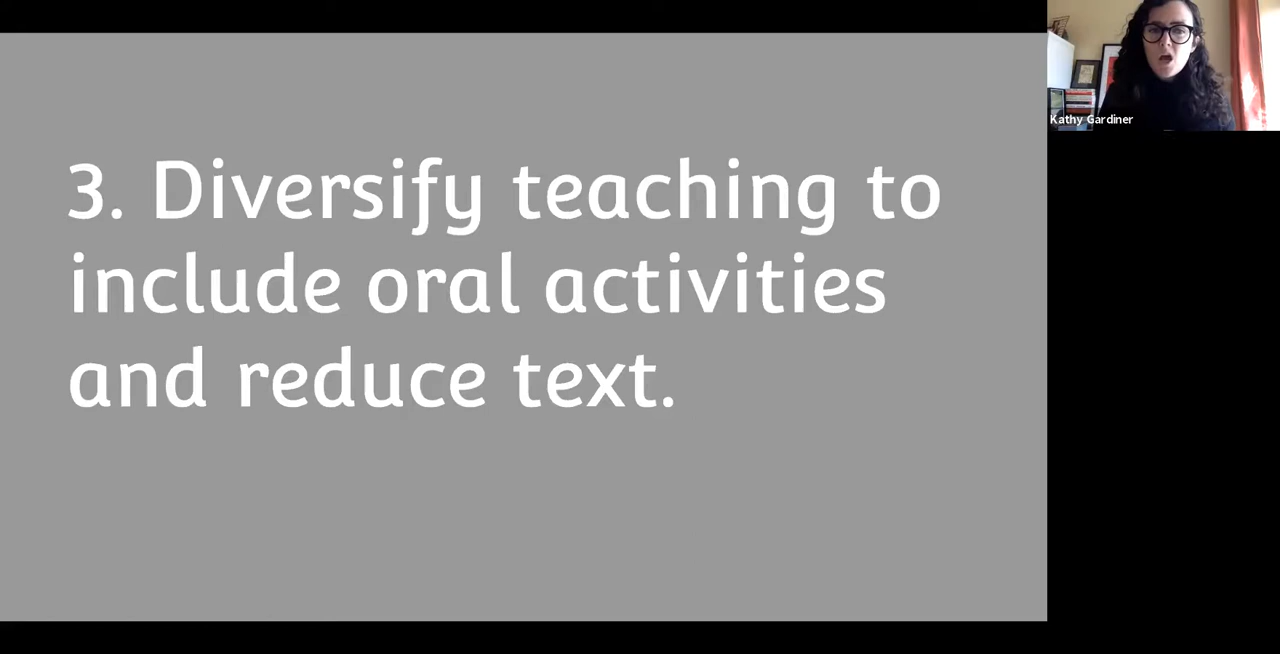 3. Diversify teaching to
include oral activities
and reduce text.
Kathy Gardiner